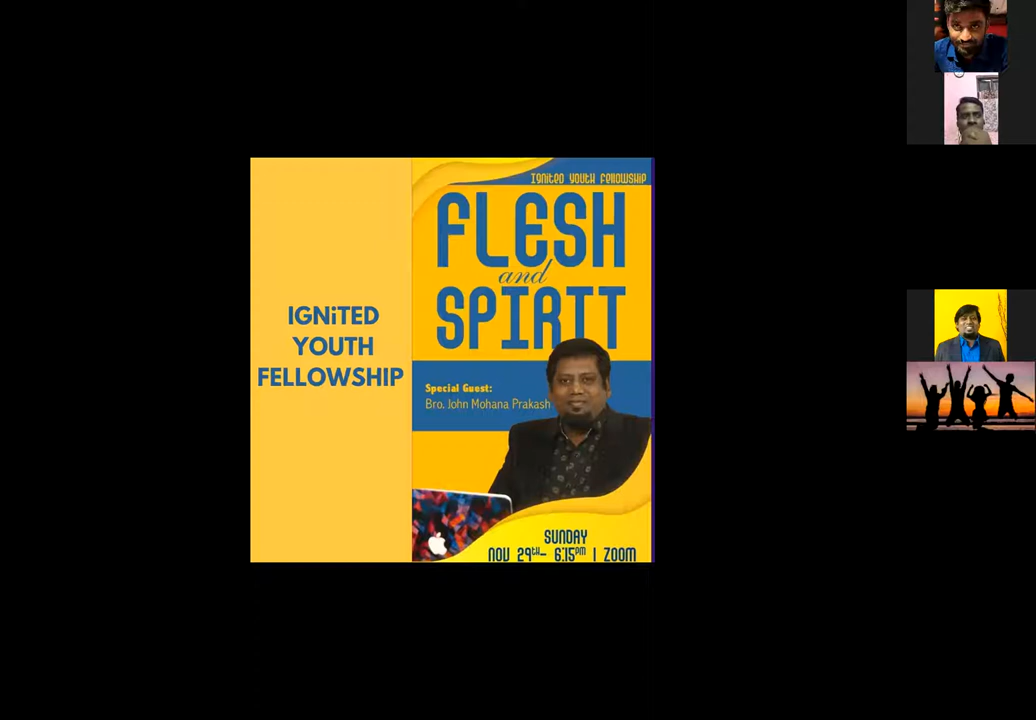 IGNiTED
YOUTH
FELLOWSHIP
IGNITED YOUTH FELLOWSHIP
FLESH
and
SPIRIT
Special Guest:
Bro. John Mohana Prakash
SUNDAY
NOV 29TH- 6:15PM | ZOOM